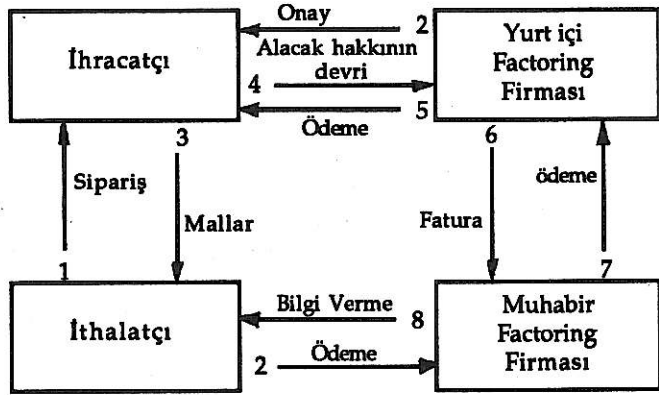 Onay 2
İhracatçı
Alacak hakkının
devri
4
5
Ödeme
Yurt içi
Factoring
Firması
3
6
Sipariş
Mallar
Fatura
ödeme
1
7
İthalatçı
Bilgi Verme 8
2 Ödeme
Muhabir
Factoring
Firması